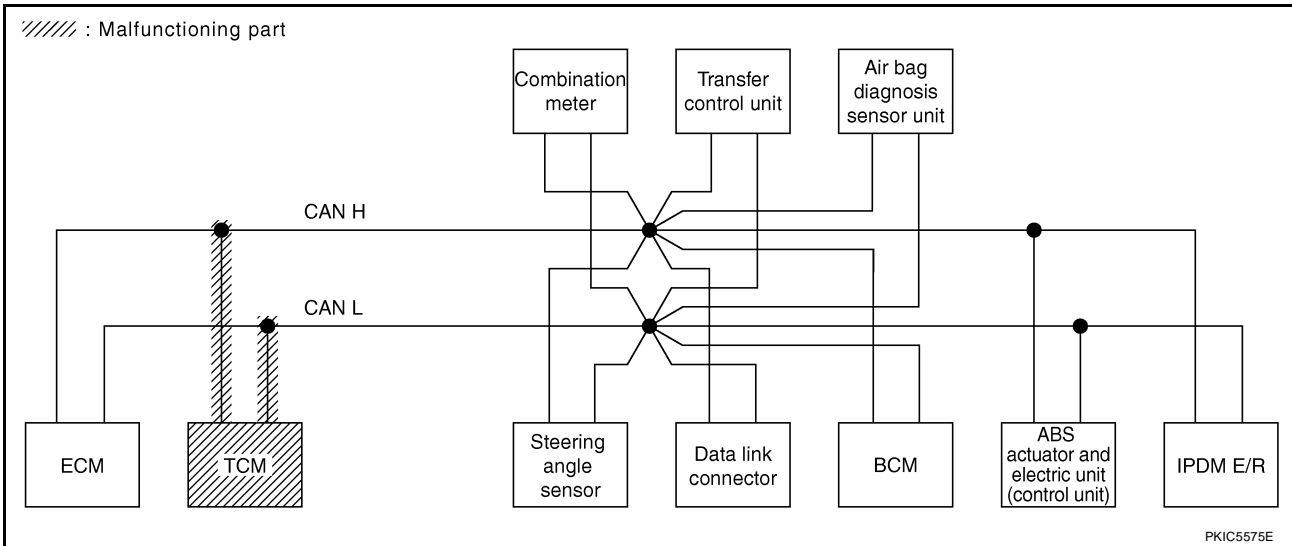 : Malfunctioning part
Combination
meter
Transfer
control unit
Air bag
diagnosis
sensor unit
CAN H
CAN L
ECM
TCM
Steering
angle
sensor
Data link
connector
BCM
ABS
actuator and
electric unit
(control unit)
IPDM E/R
PKIC5575E